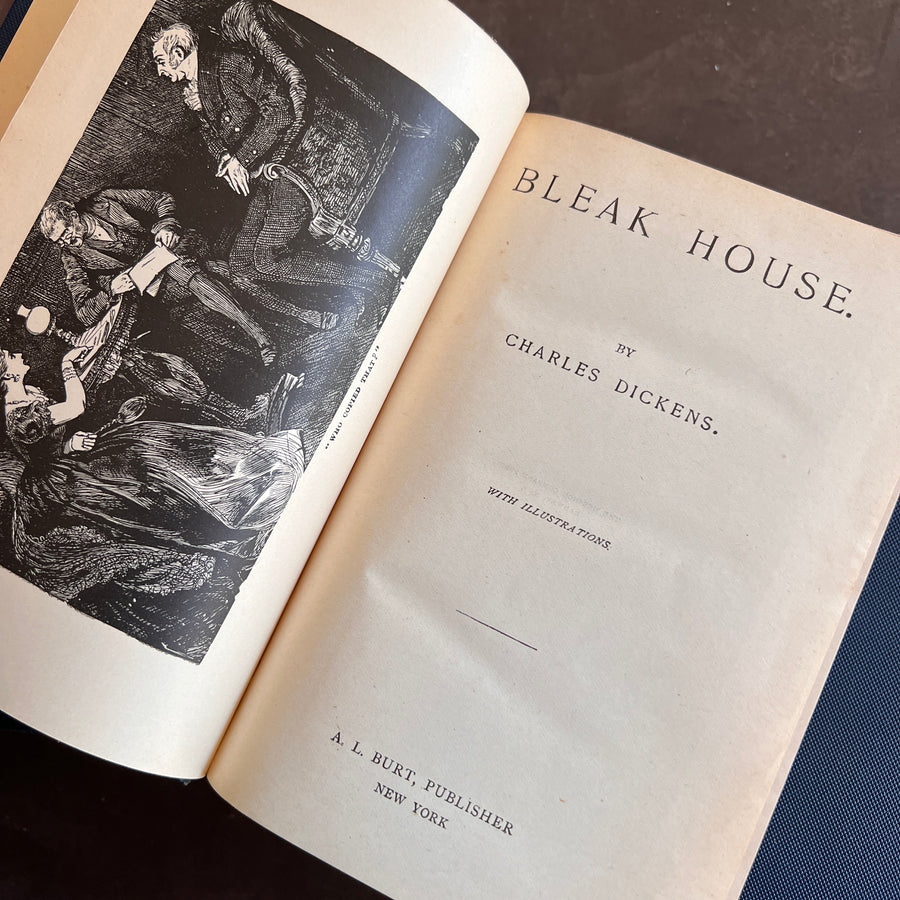 "WHO COPIED THAT?"
BLEAK HOUSE.
BY
CHARLES DICKENS.
WITH ILLUSTRATIONS.
A. L. BURT, PUBLISHER
NEW YORK